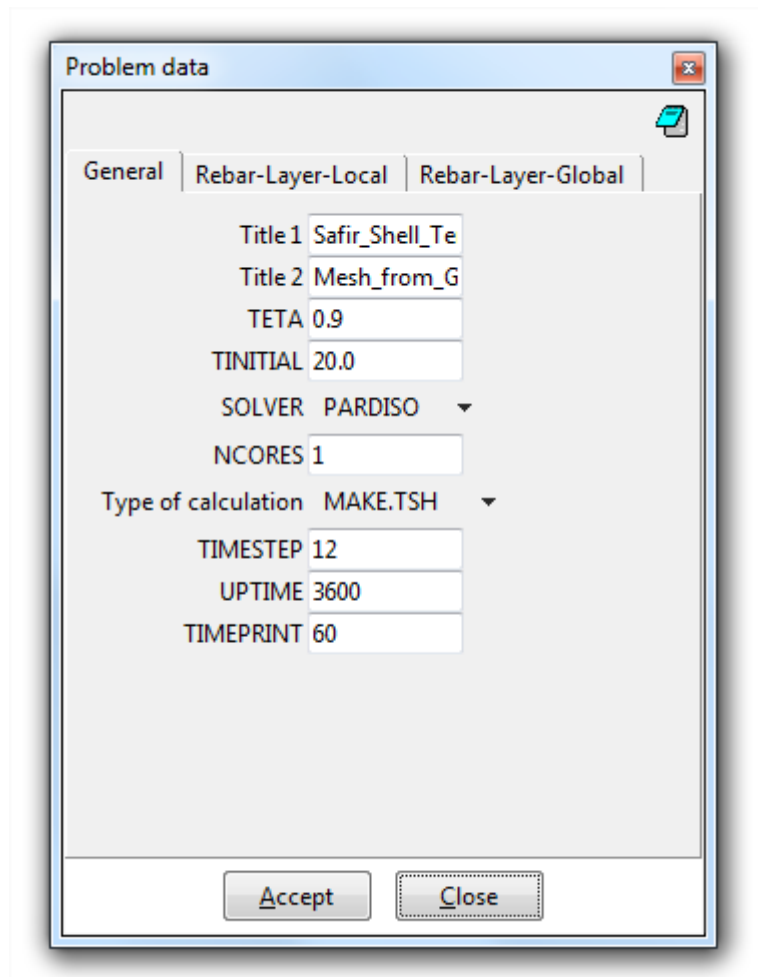 Problem data
General Rebar-Layer-Local Rebar-Layer-Global
Title 1 Safir_Shell_Te
Title 2 Mesh_from_G
TETA 0.9
TINITIAL 20.0
SOLVER PARDISO
NCORES 1
Type of calculation MAKE.TSH
TIMESTEP 12
UPTIME 3600
TIMEPRINT 60
Accept Close